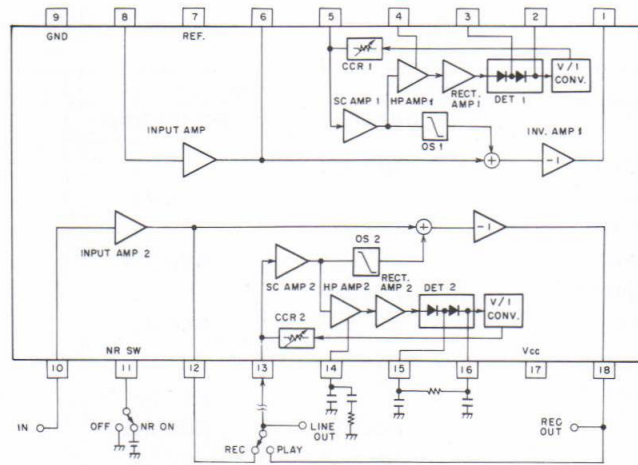 9 8 7 6 5 4 3 2 1
GND REF.
CCR 1
V/I
CONV.
HP AMP 1
RECT.
AMP 1
DET 1
SC AMP 1
INPUT AMP
OS 1
INV. AMP 1
-1
+
+
-1
INPUT AMP 2
OS 2
RECT.
AMP 2
SC AMP 2
HP AMP 2
DET 2
V/I
CONV.
CCR 2
NR SW
Vcc
10 11 12 13 14 15 16 17 18
IN
OFF
NR ON
REC
PLAY
LINE
OUT
REC
OUT